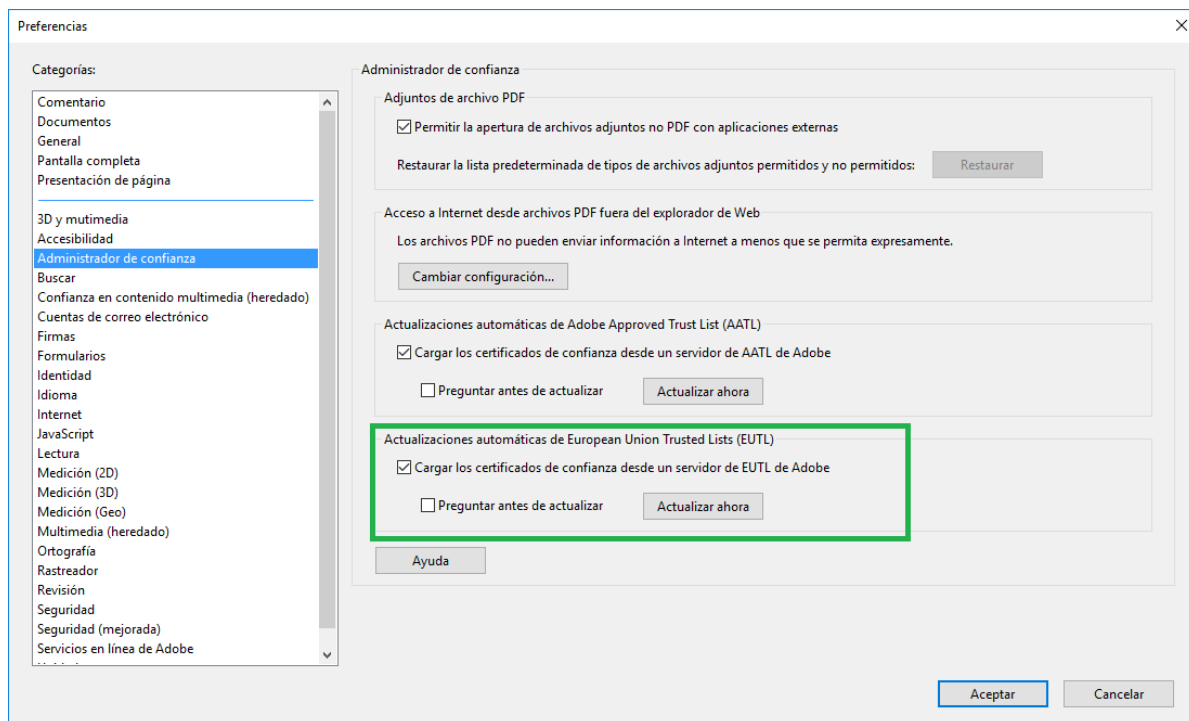 Preferencias
Categorías:
Comentario
Documentos
General
Pantalla completa
Presentación de página
3D y mutimedia
Accesibilidad
Administrador de confianza
Buscar
Confianza en contenido multimedia (heredado)
Cuentas de correo electrónico
Firmas
Formularios
Identidad
Idioma
Internet
JavaScript
Lectura
Medición (2D)
Medición (3D)
Medición (Geo)
Multimedia (heredado)
Ortografía
Rastreador
Revisión
Seguridad
Seguridad (mejorada)
Servicios en línea de Adobe
Administrador de confianza
Adjuntos de archivo PDF
Permitir la apertura de archivos adjuntos no PDF con aplicaciones externas
Restaurar la lista predeterminada de tipos de archivos adjuntos permitidos y no permitidos: Restaurar
Acceso a Internet desde archivos PDF fuera del explorador de Web
Los archivos PDF no pueden enviar información a Internet a menos que se permita expresamente.
Cambiar configuración...
Actualizaciones automáticas de Adobe Approved Trust List (AATL)
Cargar los certificados de confianza desde un servidor de AATL de Adobe
Preguntar antes de actualizar Actualizar ahora
Actualizaciones automáticas de European Union Trusted Lists (EUTL)
Cargar los certificados de confianza desde un servidor de EUTL de Adobe
Preguntar antes de actualizar Actualizar ahora
Ayuda
Aceptar Cancelar